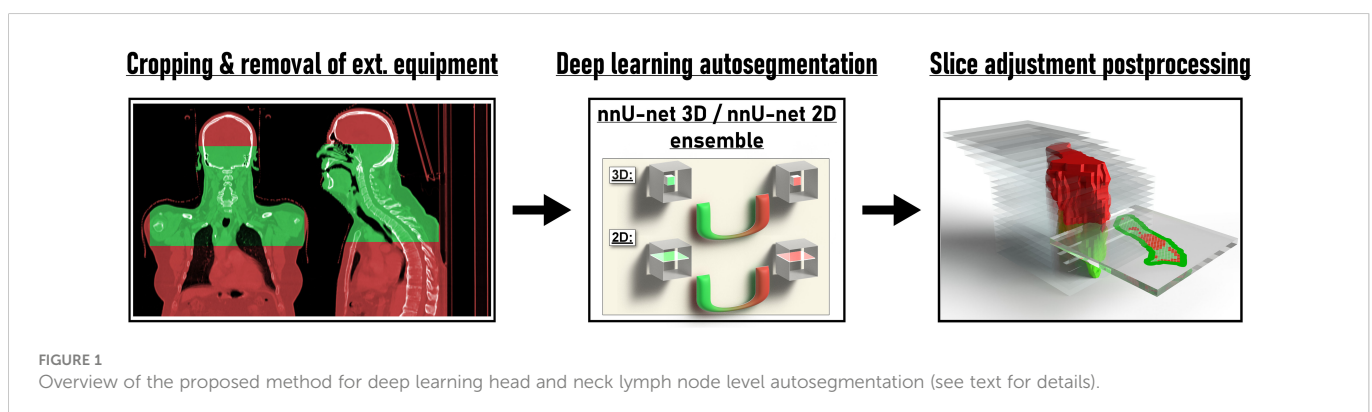 Cropping & removal of ext. equipment
Deep learning autosegmentation
Slice adjustment postprocessing
nnU-net 3D / nnU-net 2D
ensemble
3D:
2D:
FIGURE 1
Overview of the proposed method for deep learning head and neck lymph node level autosegmentation (see text for details).